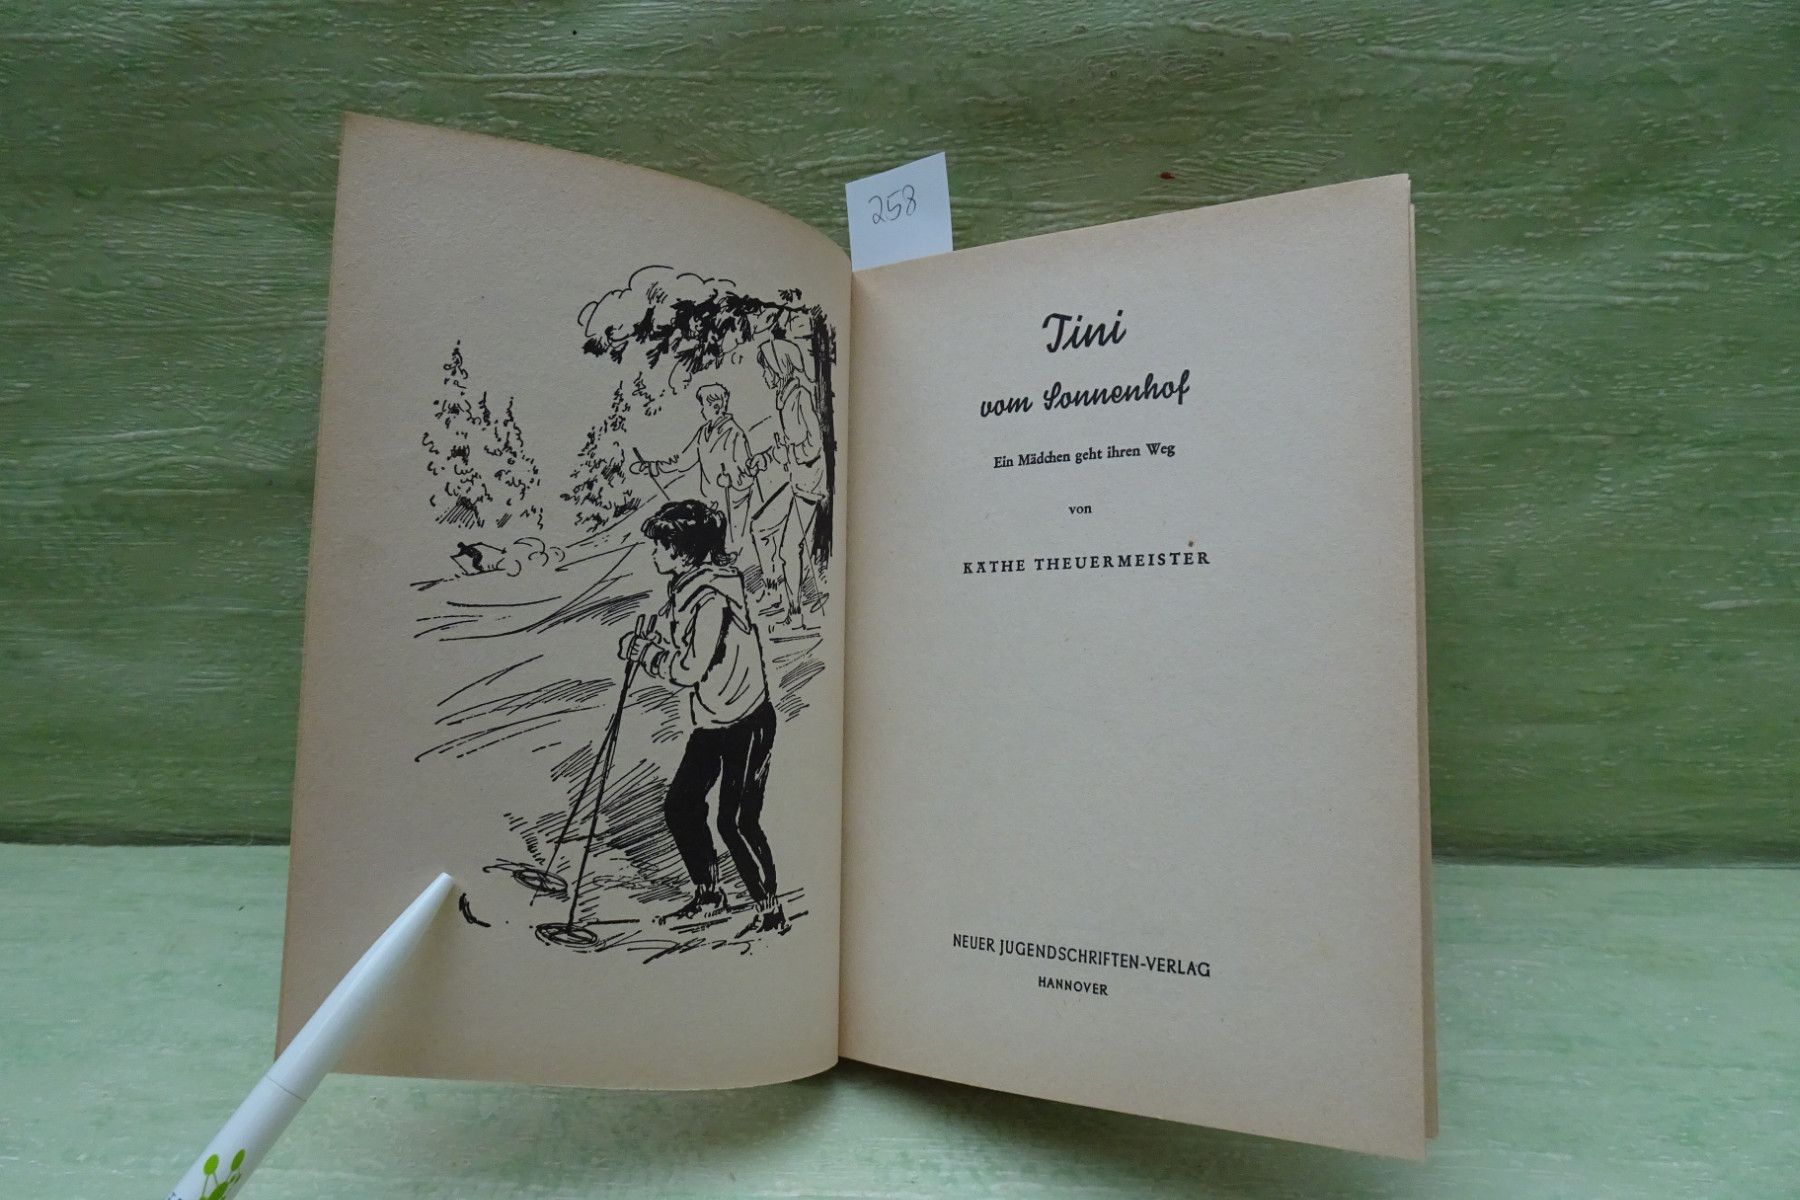 258
Tini
vom Sonnenhof
Ein Mädchen geht ihren Weg
von
KÄTHE THEUERMEISTER
NEUER JUGENDSCHRIFTEN-VERLAG
HANNOVER